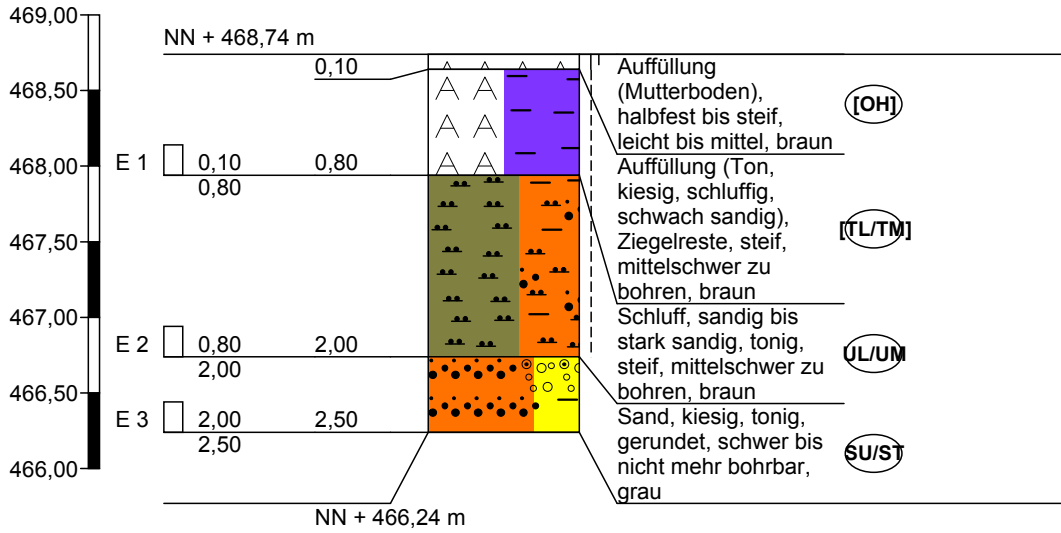 469,00
NN + 468,74 m
0,10
Auffüllung
(Mutterboden),
halbfest bis steif,
leicht bis mittel, braun
[OH]
468,50
468,00
E 1
0,10
0,80
0,80
Auffüllung (Ton,
kiesig, schluffig,
schwach sandig),
Ziegelreste, steif,
mittelschwer zu
bohren, braun
[TL/TM]
467,50
467,00
E 2
0,80
2,00
2,00
Schluff, sandig bis
stark sandig, tonig,
steif, mittelschwer zu
bohren, braun
UL/UM
466,50
E 3
2,00
2,50
2,50
Sand, kiesig, tonig,
gerundet, schwer bis
nicht mehr bohrbar,
grau
SU/ST
466,00
NN + 466,24 m